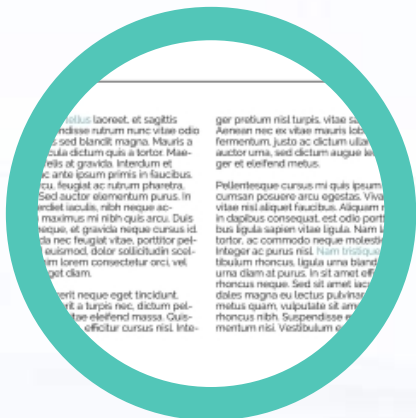 tellus laoreet, et sagittis
ndisse rutrum nunc vitae odio
sed blandit magna. Mauris a
cula dictum quis a tortor. Mae-
felis at gravida. Interdum et
ac ante ipsum primis in faucibus.
cu, feugiat ac rutrum pharetra,
Sed auctor elementum purus. In
erdiet iaculis, nibh neque ac-
maximus mi nibh quis arcu. Duis
eque, et gravida neque cursus id.
da nec feugiat vitae, porttitor pel-
euismod, dolor sollicitudin scel-
im lorem consectetur orci, vel
get diam.
erit neque eget tincidunt.
rit a turpis nec, dictum pel-
tae eleifend massa. Quis-
efficitur cursus nisl. Inte-
ger pretium nisl turpis, vitae sa
Aenean nec ex vitae mauris lob
fermentum, justo ac dictum ulla
auctor urna, sed dictum augue le
ger et eleifend metus.
Pellentesque cursus mi quis ipsum
cumsan posuere arcu egestas. Viva
vitae nisl aliquet faucibus. Aliquam
in dapibus consequat, est odio port
bus ligula sapien vitae ligula. Nam
tortor, ac commodo neque molesti
Integer ac purus nisl. Nam tristique
tibulum rhoncus, ligula urna bland
urna diam at purus. In sit amet eff
rhoncus neque. Sed sit amet iac
dales magna eu lectus pulvinar
metus quam, vulputate sit ame
rhoncus nibh. Suspendisse e
mentum nisi. Vestibulum e